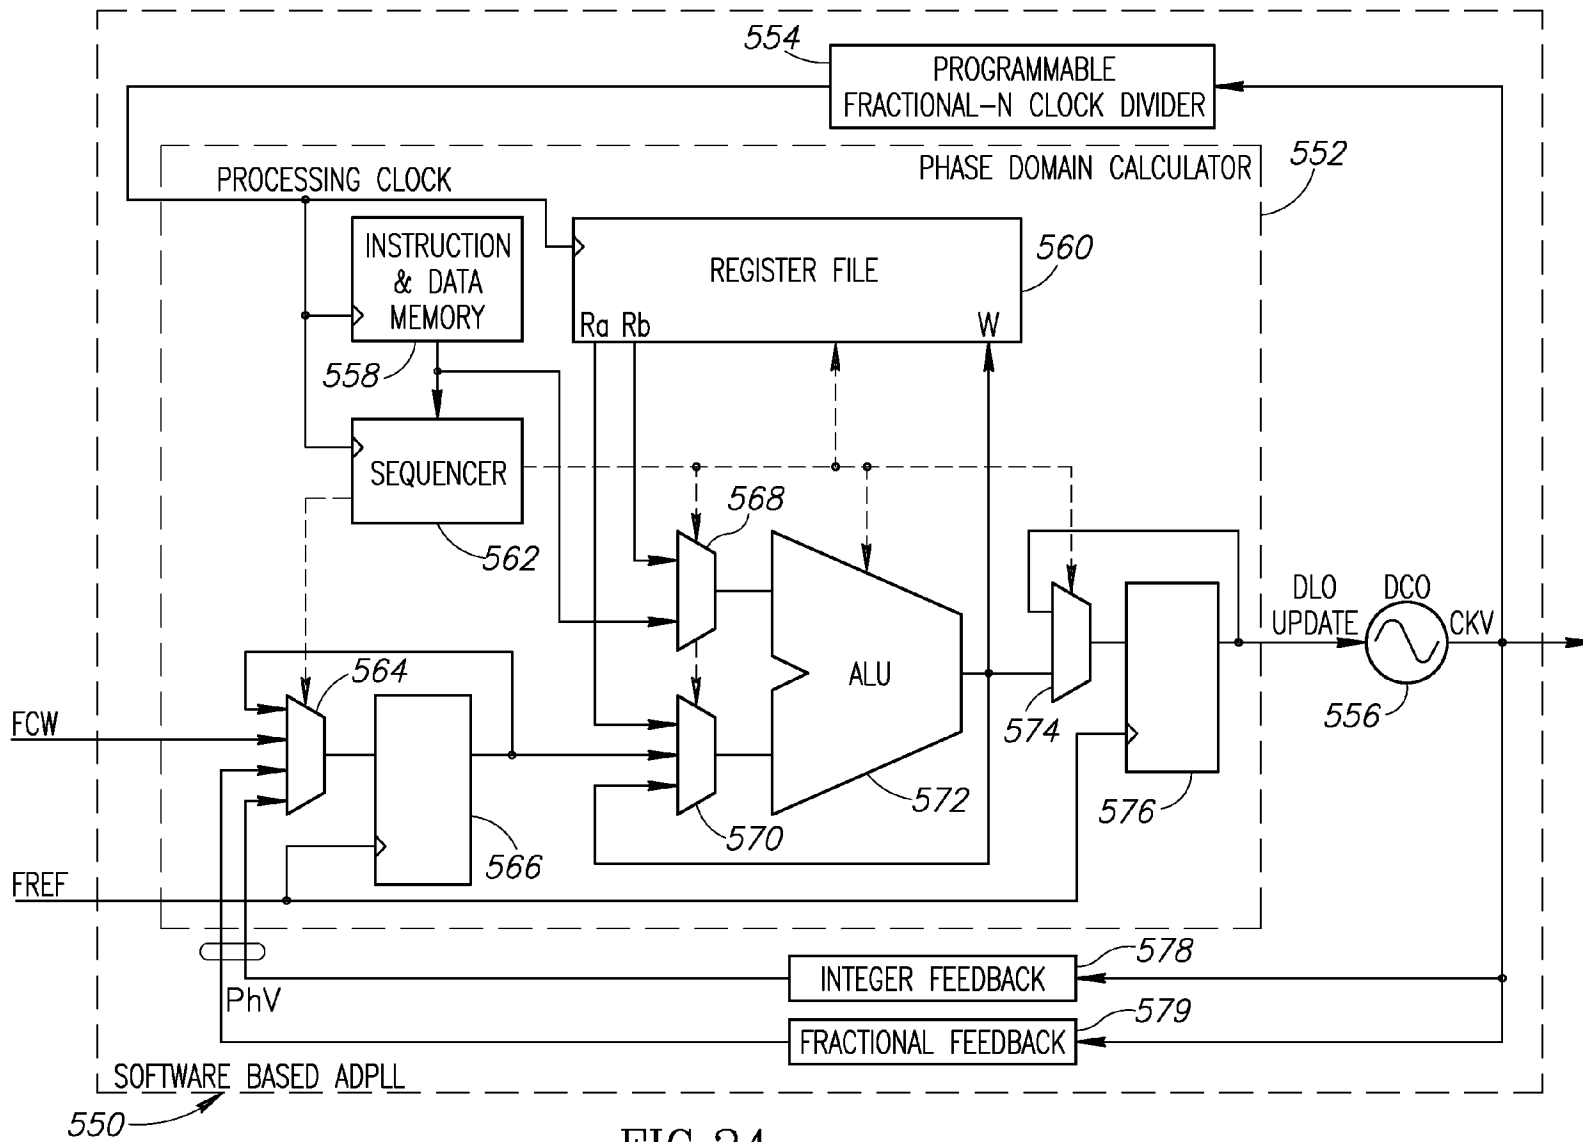 554
PROGRAMMABLE
FRACTIONAL-N CLOCK DIVIDER
PHASE DOMAIN CALCULATOR
552
PROCESSING CLOCK
INSTRUCTION
& DATA
MEMORY
558
REGISTER FILE
560
Ra Rb
W
SEQUENCER
562
568
564
FCW
566
570
ALU
572
574
576
DLO
UPDATE
DCO
CKV
556
FREF
PhV
INTEGER FEEDBACK
578
FRACTIONAL FEEDBACK
579
SOFTWARE BASED ADPLL
550